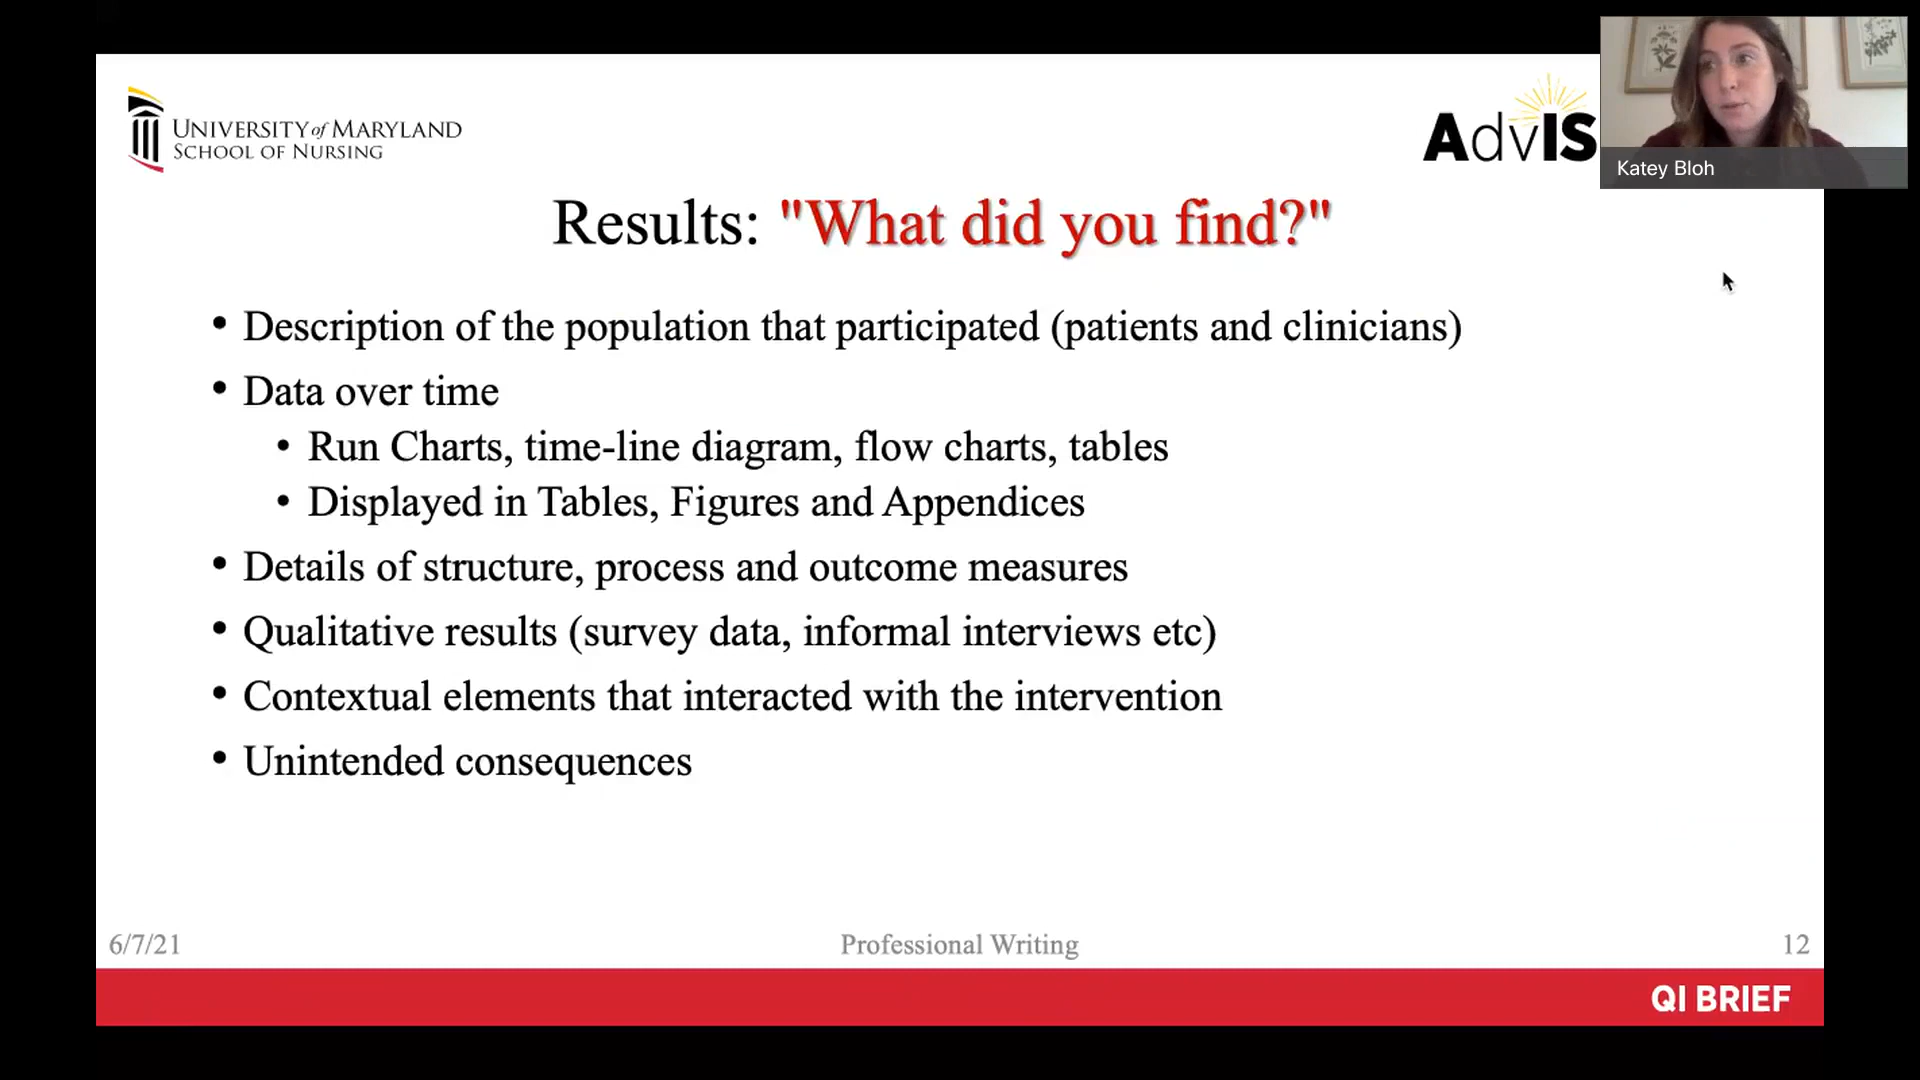 UNIVERSITY of MARYLAND
SCHOOL OF NURSING
AdvIS
Katey Bloh
Results: "What did you find?"
• Description of the population that participated (patients and clinicians)
• Data over time
• Run Charts, time-line diagram, flow charts, tables
• Displayed in Tables, Figures and Appendices
• Details of structure, process and outcome measures
• Qualitative results (survey data, informal interviews etc)
• Contextual elements that interacted with the intervention
• Unintended consequences
6/7/21
Professional Writing
12
QI BRIEF